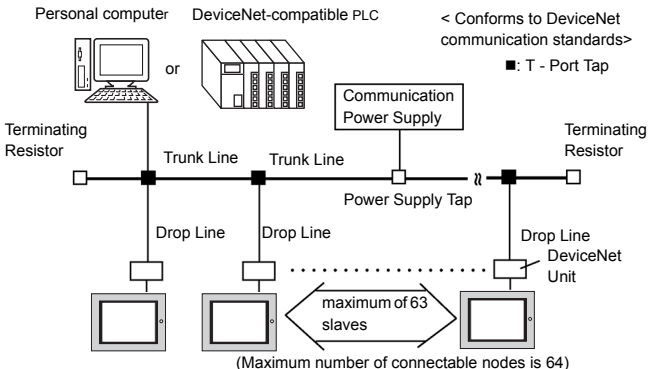 Personal computer
DeviceNet-compatible PLC
< Conforms to DeviceNet
communication standards>
■: T - Port Tap
or
Communication
Power Supply
Terminating
Resistor
Terminating
Resistor
Trunk Line
Trunk Line
Power Supply Tap
Drop Line
Drop Line
Drop Line
DeviceNet
Unit
maximum of 63
slaves
(Maximum number of connectable nodes is 64)